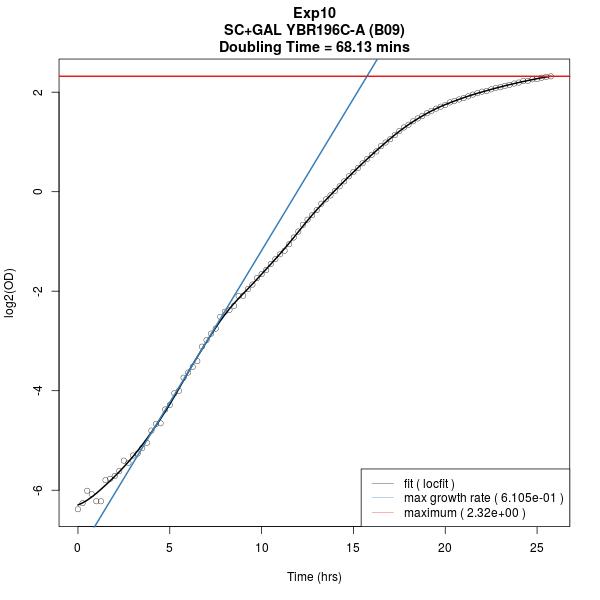 Exp10
SC+GAL YBR196C-A (B09)
Doubling Time = 68.13 mins
log2(OD)
2
0
-2
-4
-6
fit ( locfit )
max growth rate ( 6.105e-01 )
maximum ( 2.32e+00 )
0 5 10 15 20 25
Time (hrs)